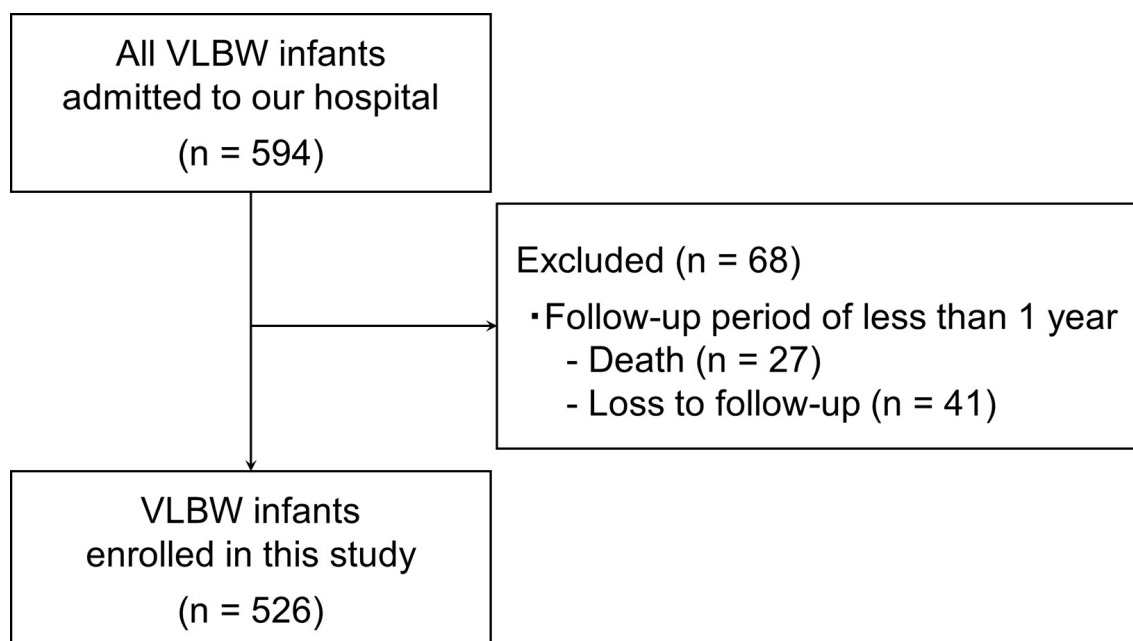 All VLBW infants
admitted to our hospital
(n = 594)
Excluded (n = 68)
・Follow-up period of less than 1 year
- Death (n = 27)
- Loss to follow-up (n = 41)
VLBW infants
enrolled in this study
(n = 526)